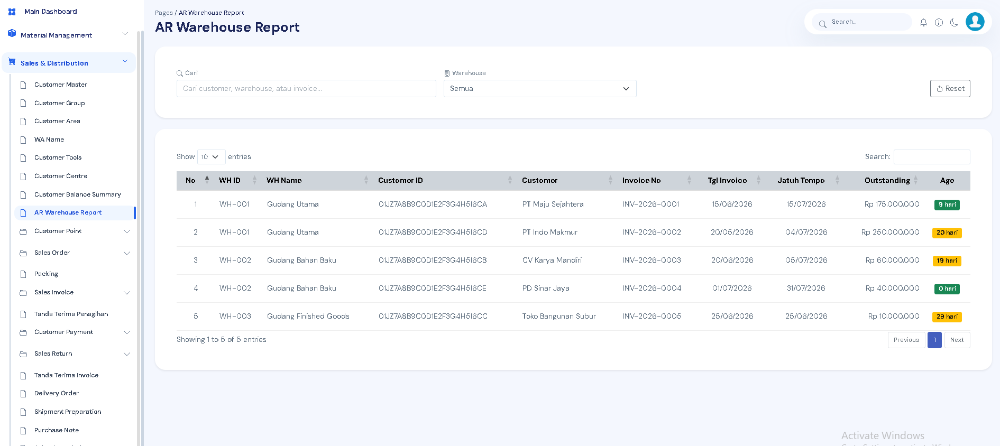 Main Dashboard
Material Management
Sales & Distribution
Customer Master
Customer Group
Customer Area
WA Name
Customer Tools
Customer Centre
Customer Balance Summary
AR Warehouse Report
Customer Point
Sales Order
Packing
Sales Invoice
Tanda Terima Penagihan
Customer Payment
Sales Return
Tanda Terima Invoice
Delivery Order
Shipment Preparation
Purchase Note
Pages / AR Warehouse Report
AR Warehouse Report
Search...
Cari
Cari customer, warehouse, atau invoice...
Warehouse
Semua
Reset
Show 10 entries
Search:
No WH ID WH Name Customer ID Customer Invoice No Tgl Invoice Jatuh Tempo Outstanding Age
1 WH-001 Gudang Utama 01JZ7A8B9C0D1E2F3G4H5I6CA PT Maju Sejahtera INV-2026-0001 15/06/2026 15/07/2026 Rp 175.000.000 9 hari
2 WH-001 Gudang Utama 01JZ7A8B9C0D1E2F3G4H5I6CD PT Indo Makmur INV-2026-0002 20/05/2026 04/07/2026 Rp 250.000.000 20 hari
3 WH-002 Gudang Bahan Baku 01JZ7A8B9C0D1E2F3G4H5I6CB CV Karya Mandiri INV-2026-0003 20/06/2026 05/07/2026 Rp 60.000.000 19 hari
4 WH-002 Gudang Bahan Baku 01JZ7A8B9C0D1E2F3G4H5I6CE PD Sinar Jaya INV-2026-0004 01/07/2026 31/07/2026 Rp 40.000.000 0 hari
5 WH-003 Gudang Finished Goods 01JZ7A8B9C0D1E2F3G4H5I6CC Toko Bangunan Subur INV-2026-0005 25/06/2026 25/06/2026 Rp 10.000.000 29 hari
Showing 1 to 5 of 5 entries
Previous 1 Next
Activate Windows